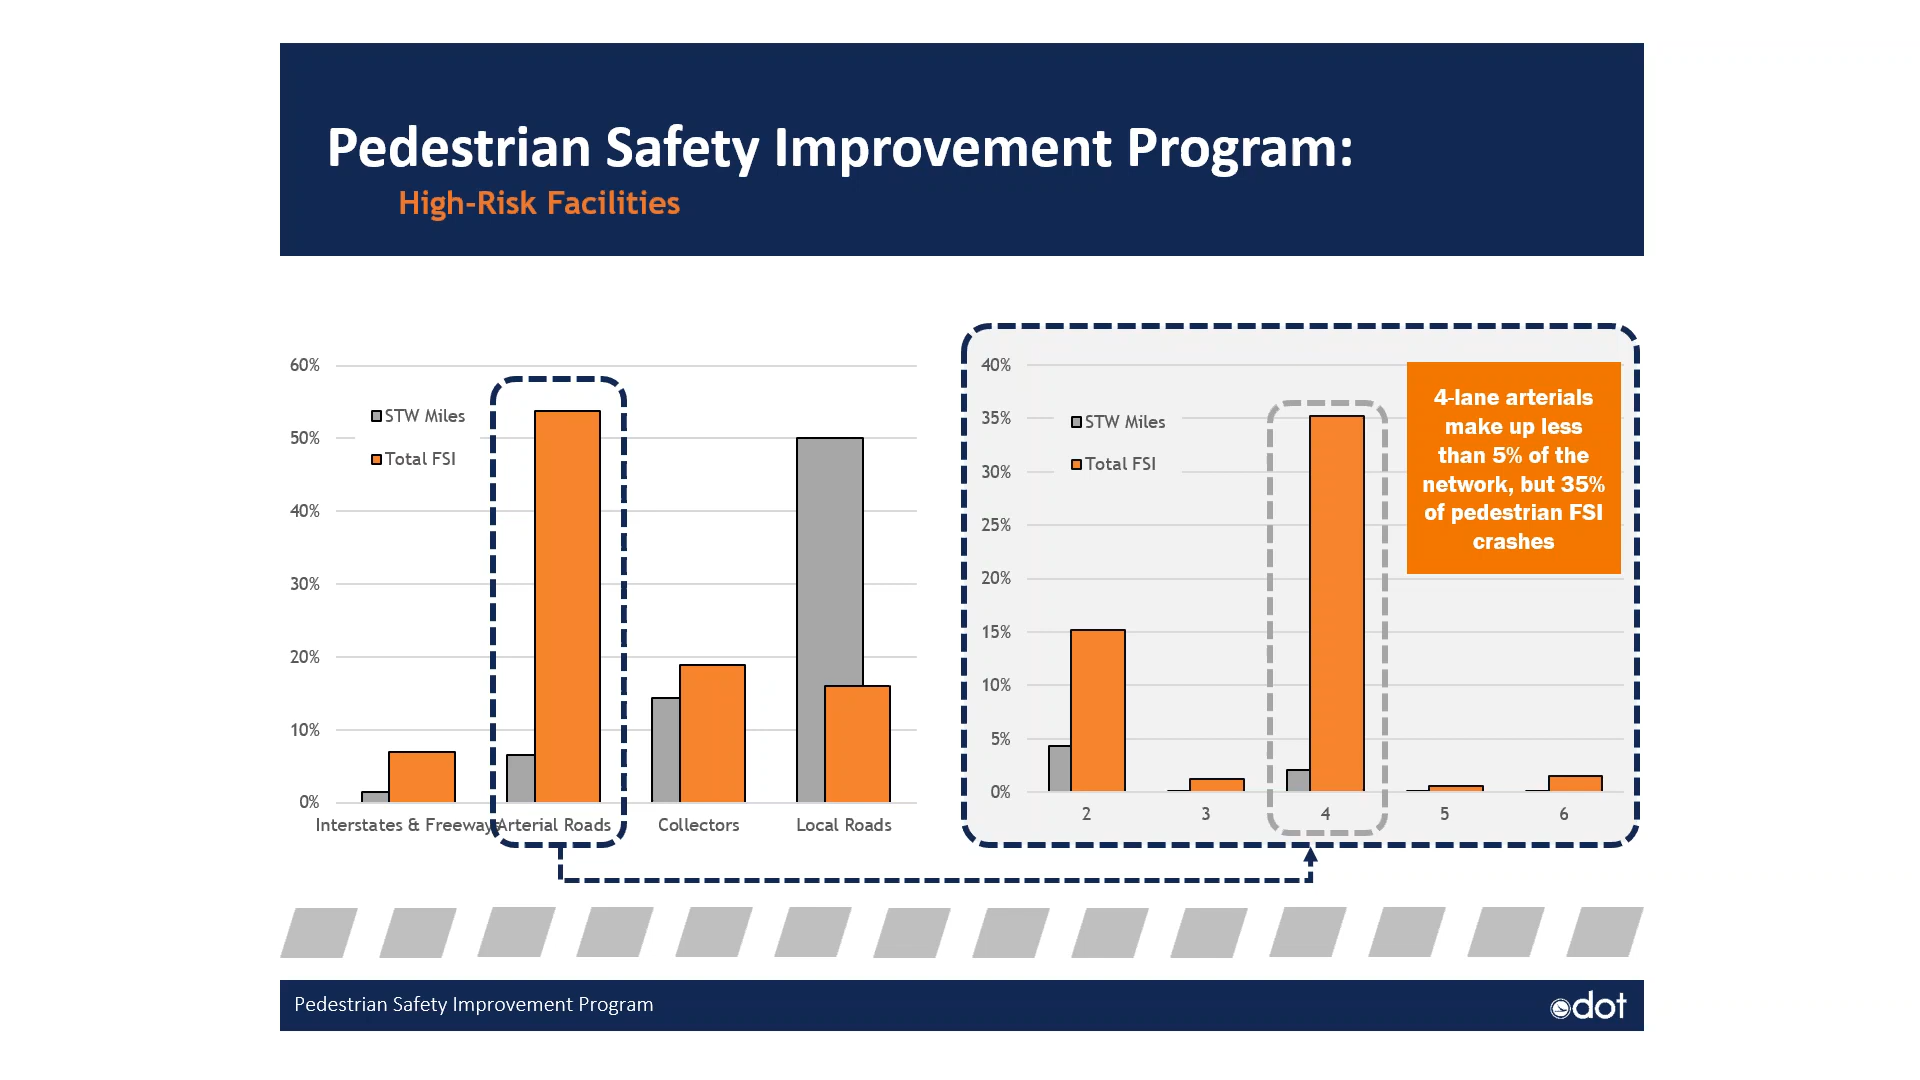 Pedestrian Safety Improvement Program:
High-Risk Facilities
60%
50%
40%
30%
20%
10%
0%
STW Miles
Total FSI
Interstates & Freeways
Arterial Roads
Collectors
Local Roads
40%
35%
30%
25%
20%
15%
10%
5%
0%
STW Miles
Total FSI
2
3
4
5
6
4-lane arterials
make up less
than 5% of the
network, but 35%
of pedestrian FSI
crashes
Pedestrian Safety Improvement Program
dot